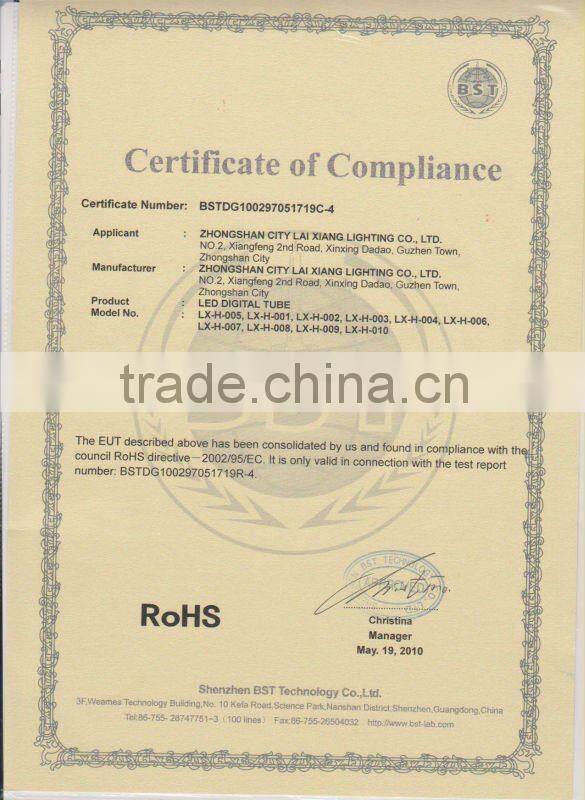 BST
Certificate of Compliance
Certificate Number: BSTDG100297051719C-4
Applicant : ZHONGSHAN CITY LAI XIANG LIGHTING CO., LTD.
NO.2, Xiangfeng 2nd Road, Xinxing Dadao, Guzhen Town,
Zhongshan City
Manufacturer : ZHONGSHAN CITY LAI XIANG LIGHTING CO., LTD.
NO.2, Xiangfeng 2nd Road, Xinxing Dadao, Guzhen Town,
Zhongshan City
Product : LED DIGITAL TUBE
Model No. : LX-H-005, LX-H-001, LX-H-002, LX-H-003, LX-H-004, LX-H-006,
LX-H-007, LX-H-008, LX-H-009, LX-H-010
trade.china.cn
BST
The EUT described above has been consolidated by us and found in compliance with the
council RoHS directive－2002/95/EC. It is only valid in connection with the test report
number: BSTDG100297051719R-4.
BST TECHNOLOGY
APPROVED
RoHS
Christina
Manager
May. 19, 2010
Shenzhen BST Technology Co.,Ltd.
3F,Weames Technology Building,No. 10 Kefa Road,Science Park,Nanshan District,Shenzhen,Guangdong,China
Tel:86-755- 26747751~3（100 lines） Fax:86-755-26504032 http://www.bst-lab.com